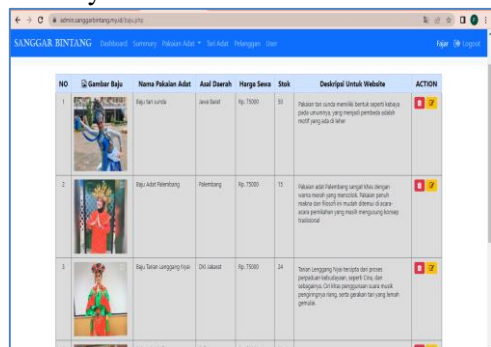 admin.sanggarbintang.my.id/baju.php
SANGGAR BINTANG Dashboard Summary Pakaian Adat Tari Adat Pelanggan User Fajar Logout
NO Gambar Baju Nama Pakaian Adat Asal Daerah Harga Sewa Stok Deskripsi Untuk Website ACTION
1 Baju tari sunda Jawa Barat Rp. 75000 50 Pakaian tari sunda memiliki bentuk seperti kebaya
pada umumnya, yang menjadi pembeda adalah
motif yang ada di leher
2 Baju Adat Palembang Palembang Rp. 75000 15 Pakaian adat Palembang sangat khas dengan
warna merah yang mencolok. Pakaian penuh
makna dan filosofi ini mudah ditemui di acara-
acara pernikahan yang masih mengusung konsep
tradisional
3 Baju Tarian Lenggang Nyai DKI Jakarta Rp. 75000 24 Tarian Lenggang Nyai tercipta dari proses
perpaduan kebudayaan, seperti Cina, dan
sebagainya. Ciri khas penggunaan suara musik
pengiringnya riang, serta gerakan tari yang lemah
gemulai.